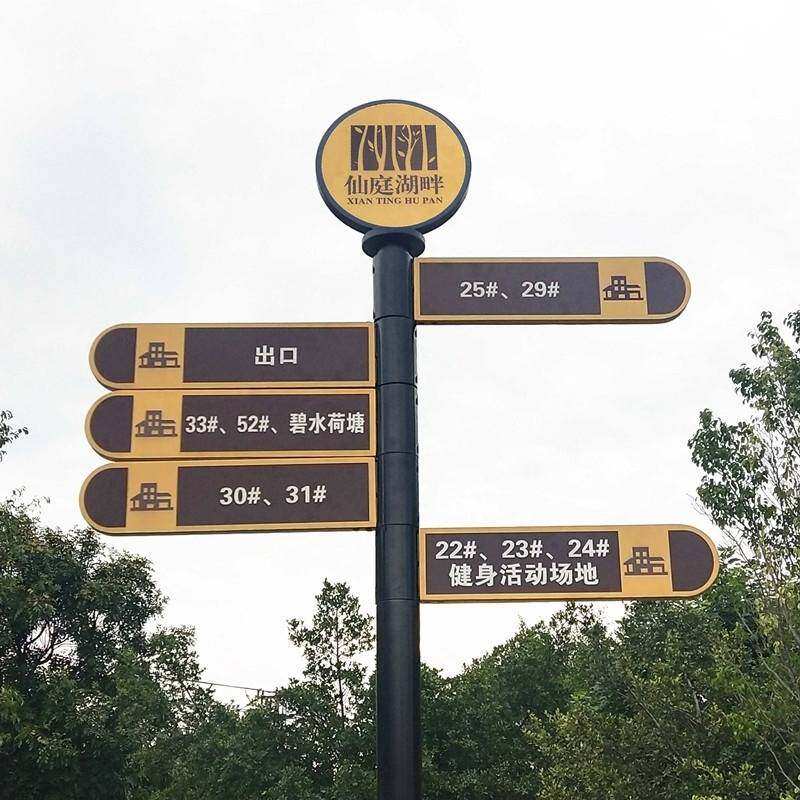 仙庭湖畔
XIAN TING HU PAN
25#、29#
出口
33#、52#、碧水荷塘
30#、31#
22#、23#、24#
健身活动场地